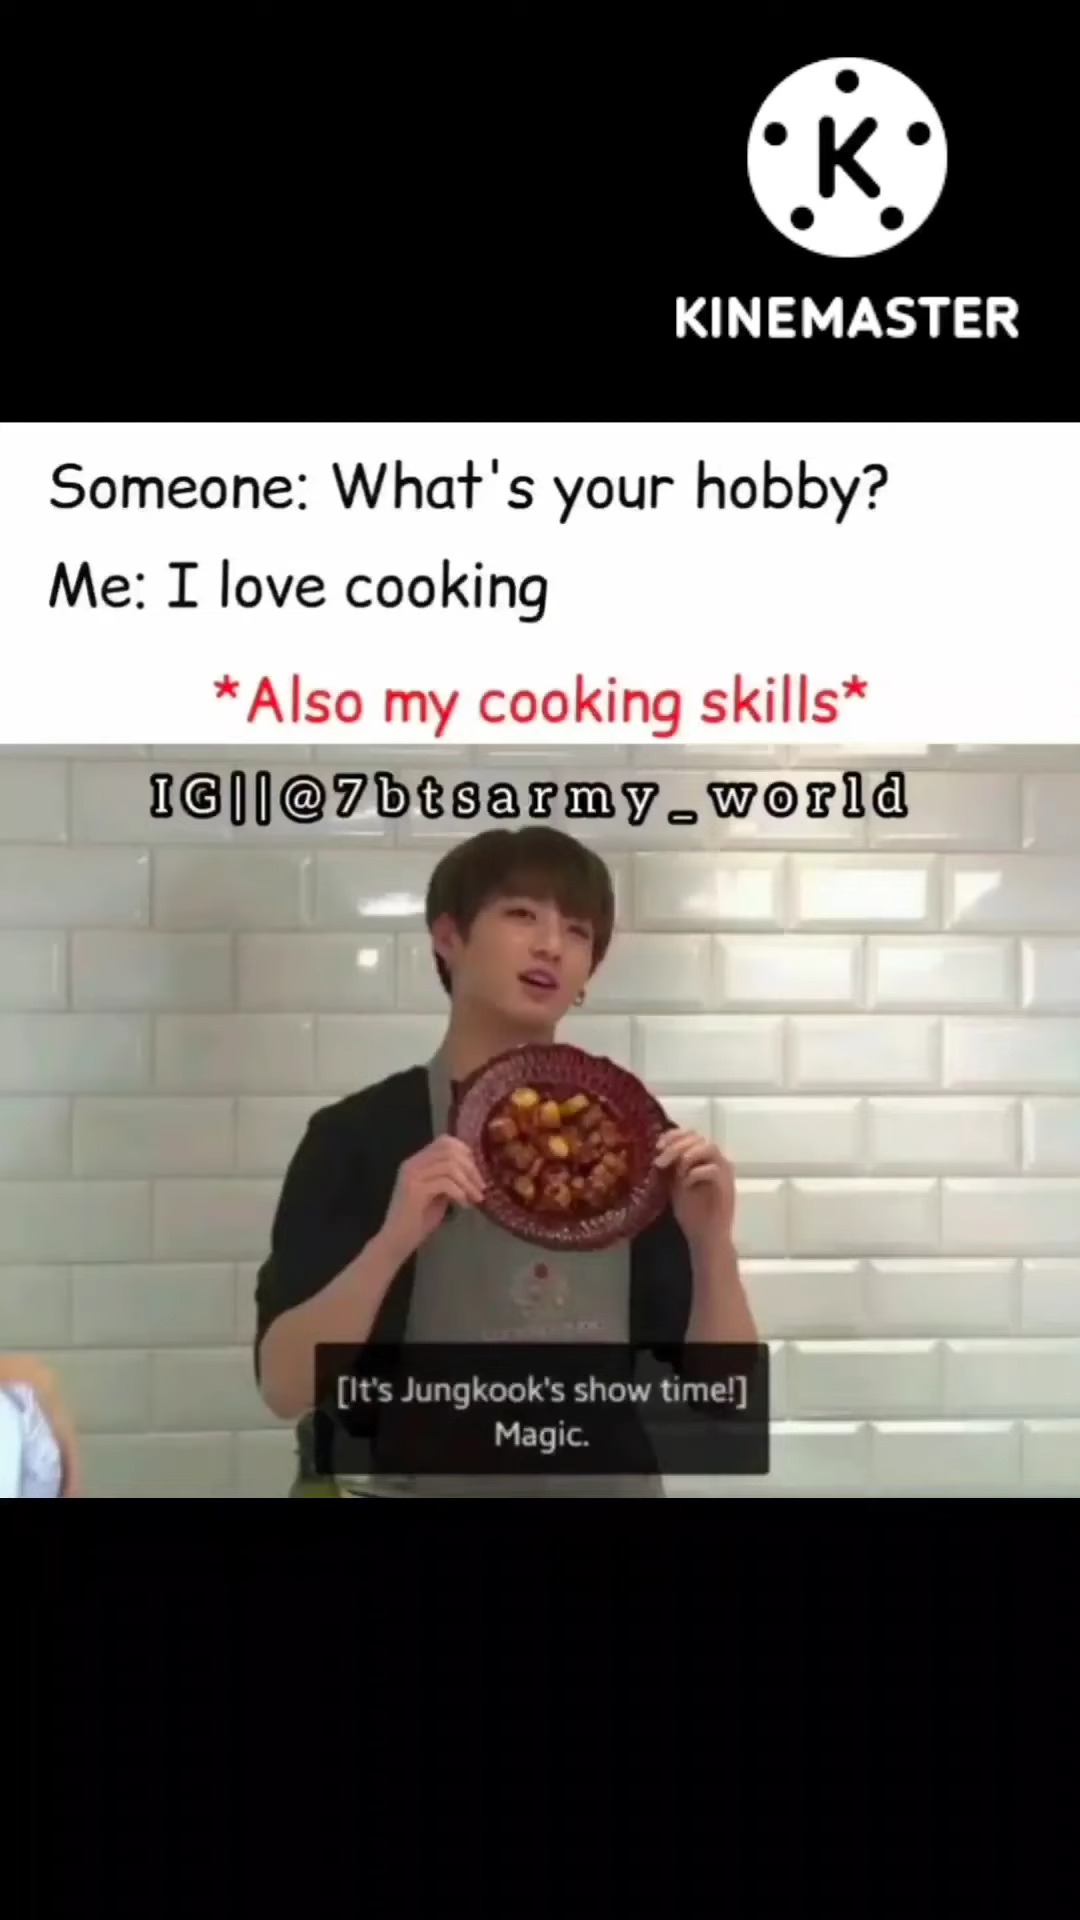 K
KINEMASTER
Someone: What's your hobby?
Me: I love cooking
*Also my cooking skills*
IG||@7btsarmy_world
[It's Jungkook's show time!]
Magic.